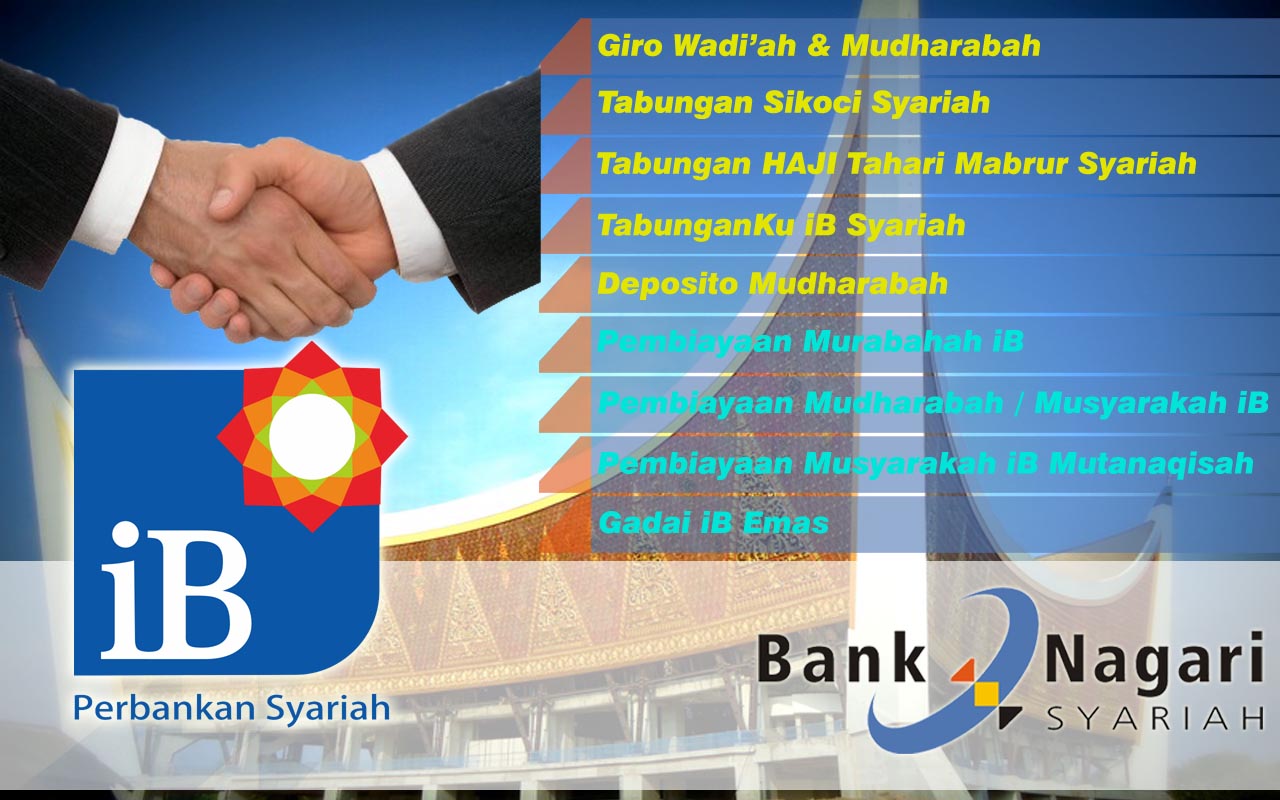 Giro Wadi’ah & Mudharabah
Tabungan Sikoci Syariah
Tabungan HAJI Tahari Mabrur Syariah
TabunganKu iB Syariah
Deposito Mudharabah
Pembiayaan Murabahah iB
Pembiayaan Mudharabah / Musyarakah iB
Pembiayaan Musyarakah iB Mutanaqisah
Gadai iB Emas
iB
Perbankan Syariah
Bank Nagari
SYARIAH